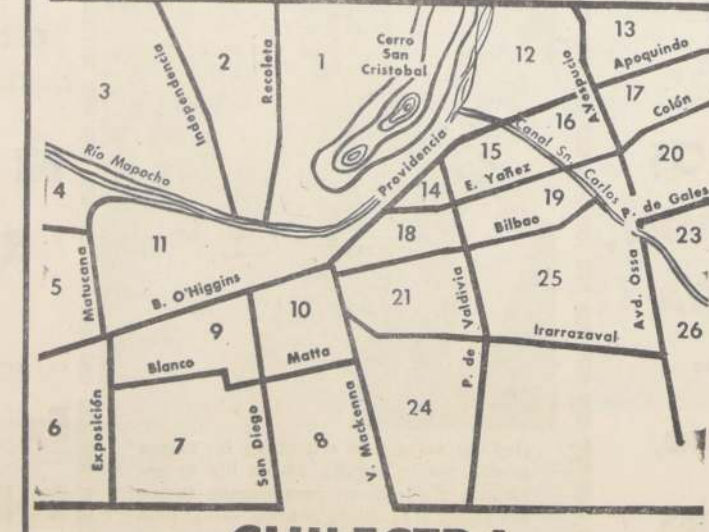 13
Cerro
San
Cristobal
12
Apoquindo
A.Vespucio
2
1
Recoleta
Independencia
3
17
Colón
16
Canal Sn. Carlos
Providencia
15
20
Río Mapocho
E. Yañez
14
19
4
A. de Gales
Bilbao
18
23
11
Matucana
5
B. O'Higgins
25
Avd. Ossa
21
P. de Valdivia
10
9
Irarrazaval
26
Matta
Blanco
24
6
Exposición
San Diego
V. Mackenna
7
8